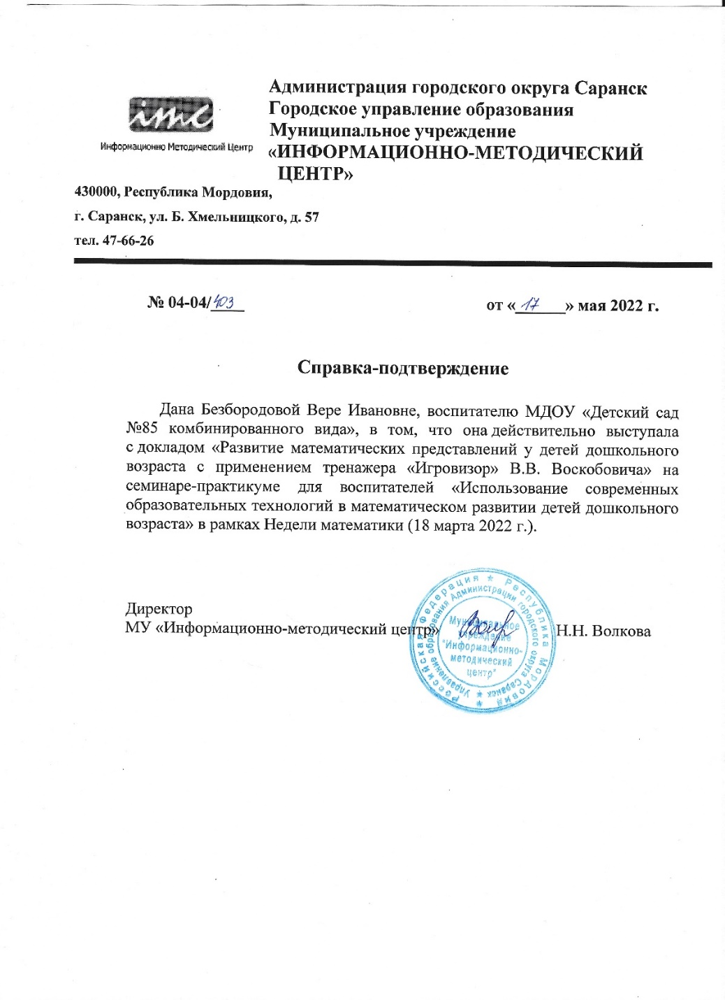 Администрация городского округа Саранск
Городское управление образования
Муниципальное учреждение
«ИНФОРМАЦИОННО-МЕТОДИЧЕСКИЙ
ЦЕНТР»
imc
Информационно Методический Центр
430000, Республика Мордовия,
г. Саранск, ул. Б. Хмельницкого, д. 57
тел. 47-66-26
№ 04-04/403
от «17» мая 2022 г.
Справка-подтверждение
Дана Безбородовой Вере Ивановне, воспитателю МДОУ «Детский сад
№85 комбинированного вида», в том, что она действительно выступала
с докладом «Развитие математических представлений у детей дошкольного
возраста с применением тренажера «Игровизор» В.В. Воскобовича» на
семинаре-практикуме для воспитателей «Использование современных
образовательных технологий в математическом развитии детей дошкольного
возраста» в рамках Недели математики (18 марта 2022 г.).
Директор
МУ «Информационно-методический центр»
Н.Н. Волкова
Российская Федерация ★ Республика Мордовия ★
Управление образования Администрации городского округа Саранск ★
Муниципальное
учреждение
"Информационно-
методический
центр"